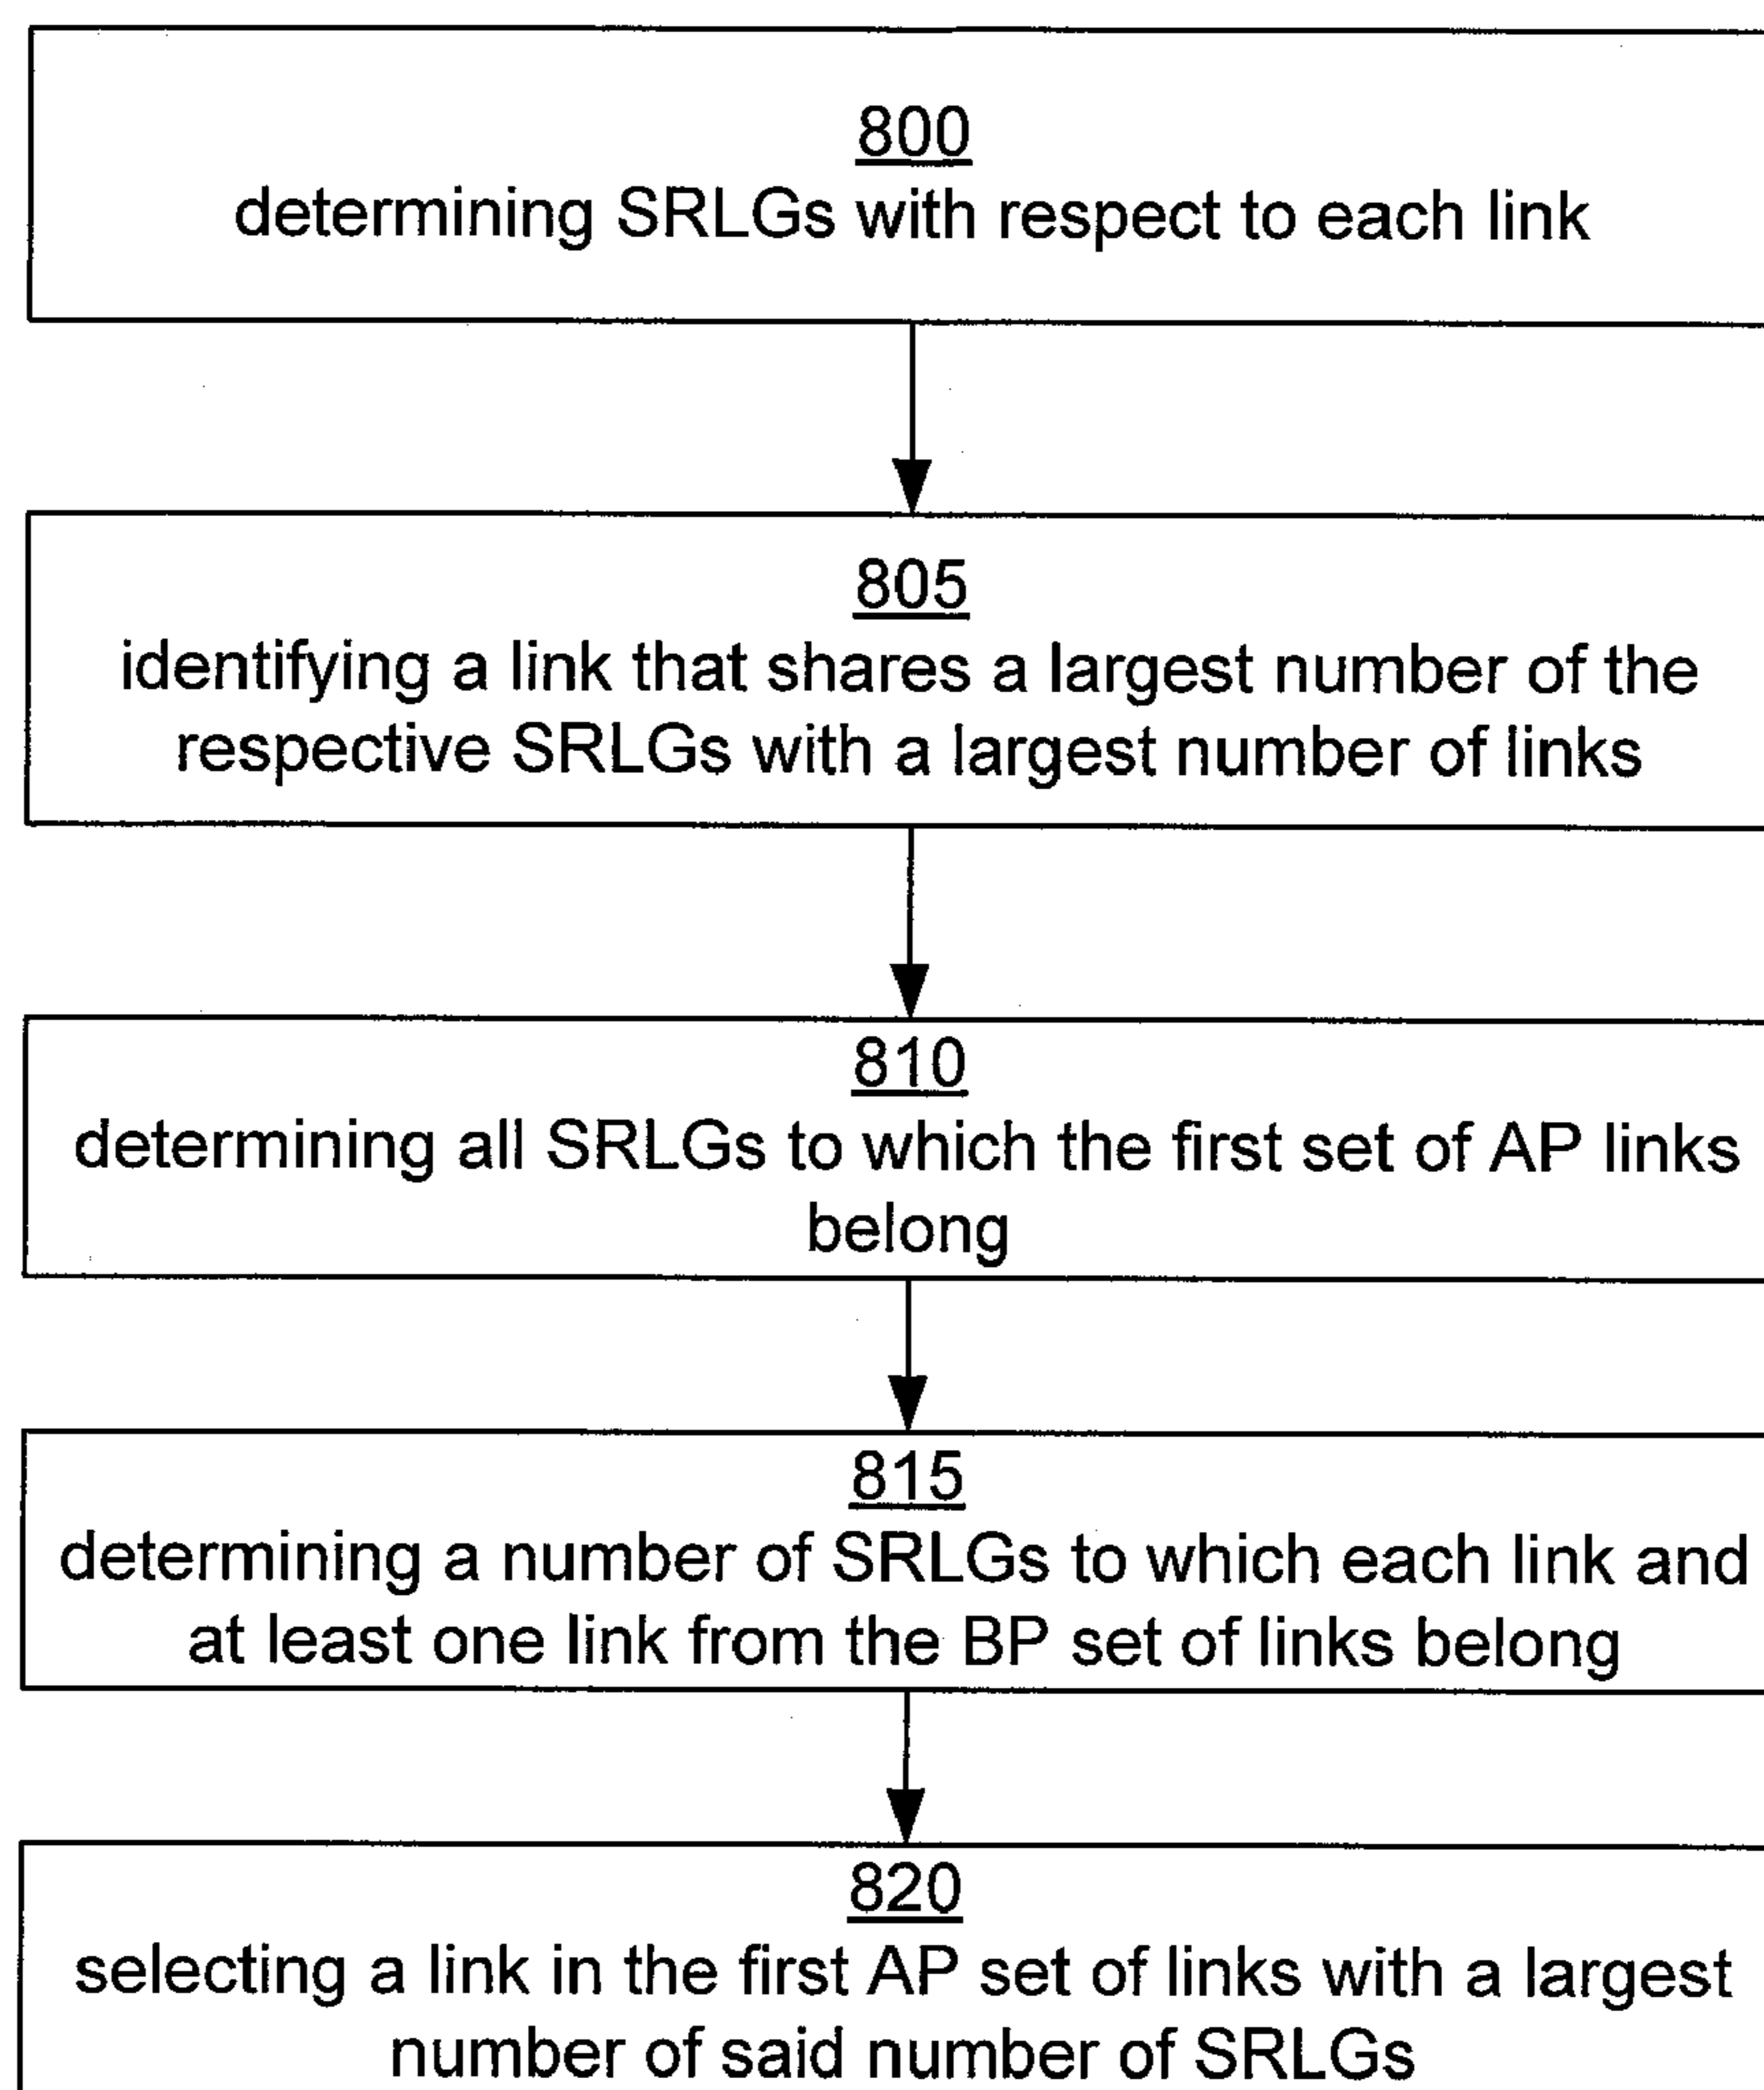 800
determining SRLGs with respect to each link
805
identifying a link that shares a largest number of the
respective SRLGs with a largest number of links
810
determining all SRLGs to which the first set of AP links
belong
815
determining a number of SRLGs to which each link and
at least one link from the BP set of links belong
820
selecting a link in the first AP set of links with a largest
number of said number of SRLGs